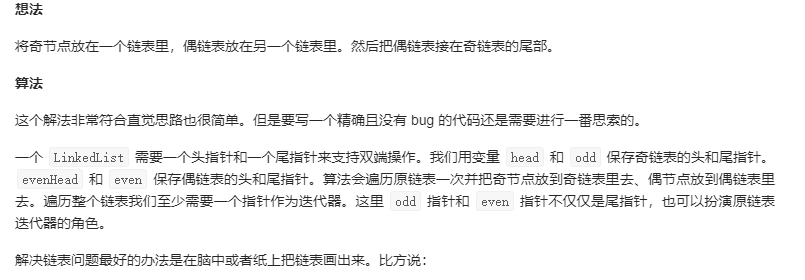 想法
将奇节点放在一个链表里，偶链表放在另一个链表里。然后把偶链表接在奇链表的尾部。
算法
这个解法非常符合直觉思路也很简单。但是要写一个精确且没有 bug 的代码还是需要进行一番思索的。
一个 LinkedList 需要一个头指针和一个尾指针来支持双端操作。我们用变量 head 和 odd 保存奇链表的头和尾指针。
evenHead 和 even 保存偶链表的头和尾指针。算法会遍历原链表一次并把奇节点放到奇链表里去、偶节点放到偶链表里
去。遍历整个链表我们至少需要一个指针作为迭代器。这里 odd 指针和 even 指针不仅仅是尾指针，也可以扮演原链表
迭代器的角色。
解决链表问题最好的办法是在脑中或者纸上把链表画出来。比方说：